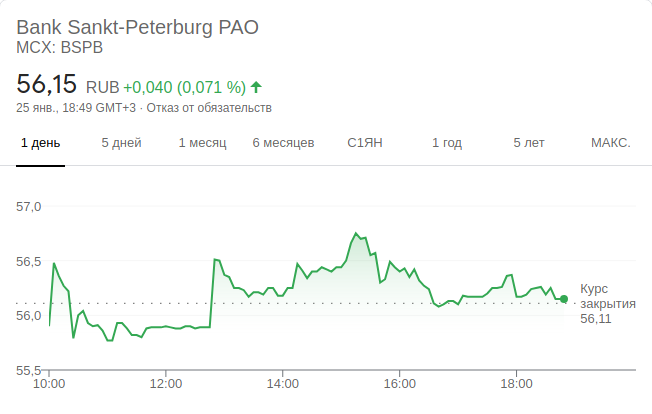 Bank Sankt-Peterburg PAO
MCX: BSPB
56,15 RUB +0,040 (0,071 %)
25 янв., 18:49 GMT+3 · Отказ от обязательств
1 день 5 дней 1 месяц 6 месяцев С1ЯН 1 год 5 лет МАКС.
57,0
56,5
56,0
55,5
Курс
закрытия
56,11
10:00 12:00 14:00 16:00 18:00